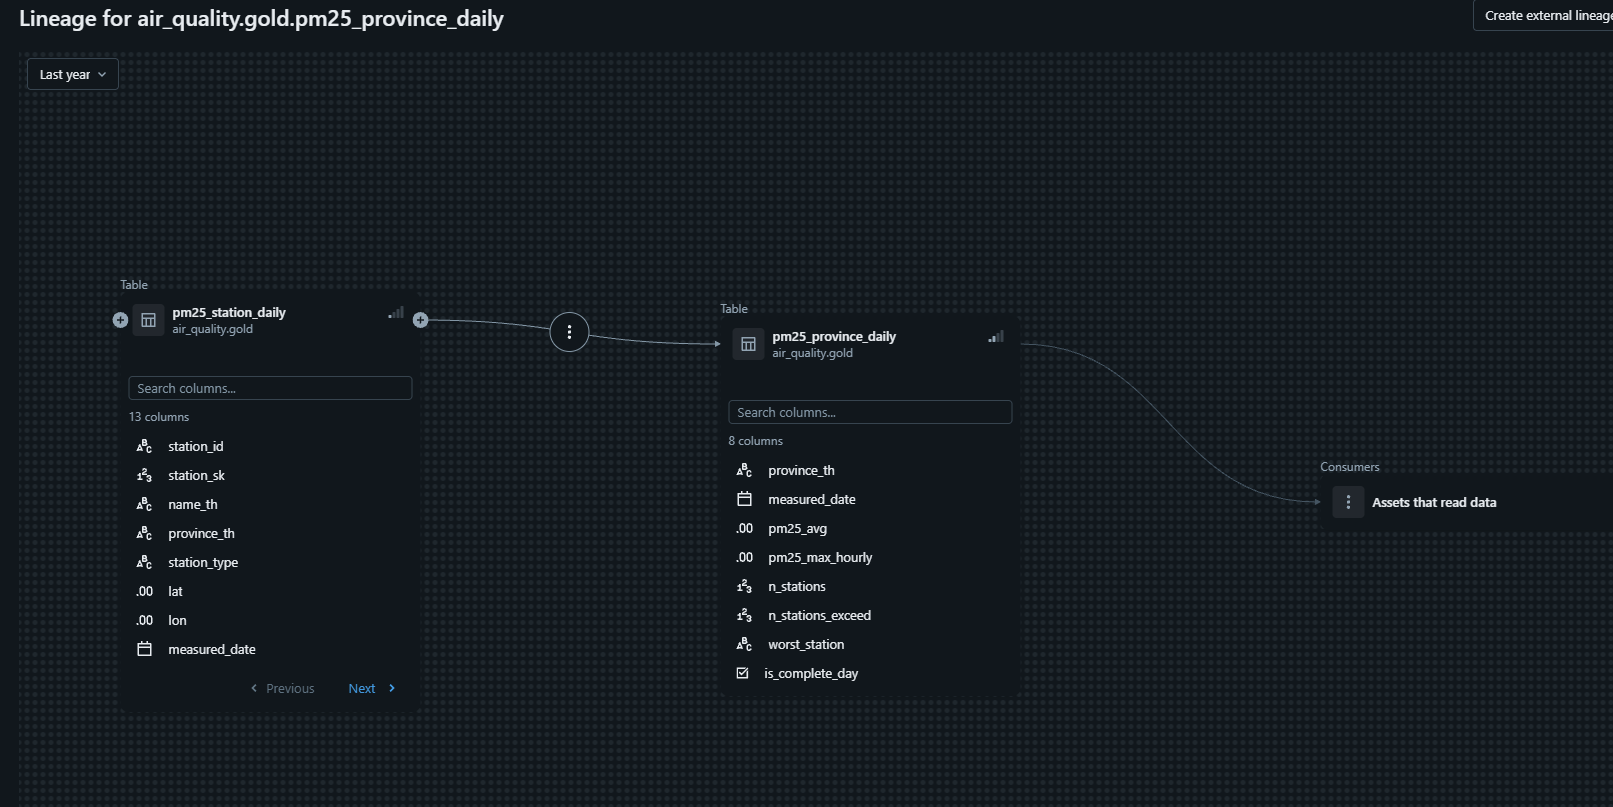 Lineage for air_quality.gold.pm25_province_daily
Create external lineage
Last year
Table
pm25_station_daily
air_quality.gold
Search columns...
13 columns
station_id
station_sk
name_th
province_th
station_type
.00 lat
.00 lon
measured_date
Previous
Next
Table
pm25_province_daily
air_quality.gold
Search columns...
8 columns
province_th
measured_date
.00 pm25_avg
.00 pm25_max_hourly
n_stations
n_stations_exceed
worst_station
is_complete_day
Consumers
Assets that read data